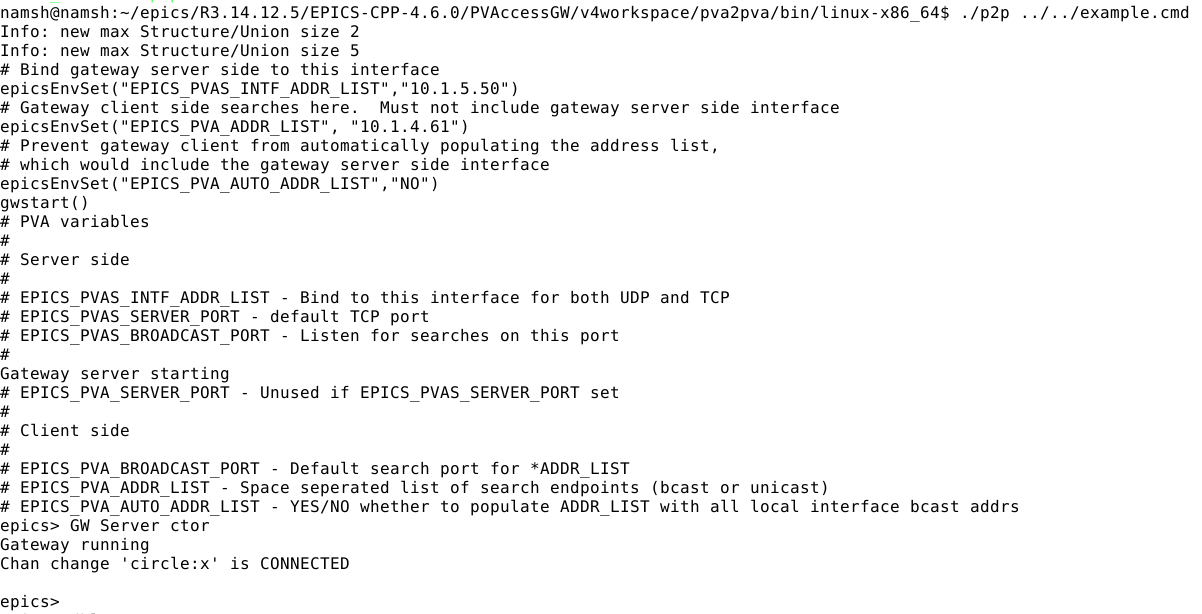 namsh@namsh:~/epics/R3.14.12.5/EPICS-CPP-4.6.0/PVAccessGW/v4workspace/pva2pva/bin/linux-x86_64$ ./p2p ../../example.cmd
Info: new max Structure/Union size 2
Info: new max Structure/Union size 5
# Bind gateway server side to this interface
epicsEnvSet("EPICS_PVAS_INTF_ADDR_LIST","10.1.5.50")
# Gateway client side searches here.  Must not include gateway server side interface
epicsEnvSet("EPICS_PVA_ADDR_LIST", "10.1.4.61")
# Prevent gateway client from automatically populating the address list,
# which would include the gateway server side interface
epicsEnvSet("EPICS_PVA_AUTO_ADDR_LIST","NO")
gwstart()
# PVA variables
#
# Server side
#
# EPICS_PVAS_INTF_ADDR_LIST - Bind to this interface for both UDP and TCP
# EPICS_PVAS_SERVER_PORT - default TCP port
# EPICS_PVAS_BROADCAST_PORT - Listen for searches on this port
#
Gateway server starting
# EPICS_PVA_SERVER_PORT - Unused if EPICS_PVAS_SERVER_PORT set
#
# Client side
#
# EPICS_PVA_BROADCAST_PORT - Default search port for *ADDR_LIST
# EPICS_PVA_ADDR_LIST - Space seperated list of search endpoints (bcast or unicast)
# EPICS_PVA_AUTO_ADDR_LIST - YES/NO whether to populate ADDR_LIST with all local interface bcast addrs
epics> GW Server ctor
Gateway running
Chan change 'circle:x' is CONNECTED
epics>